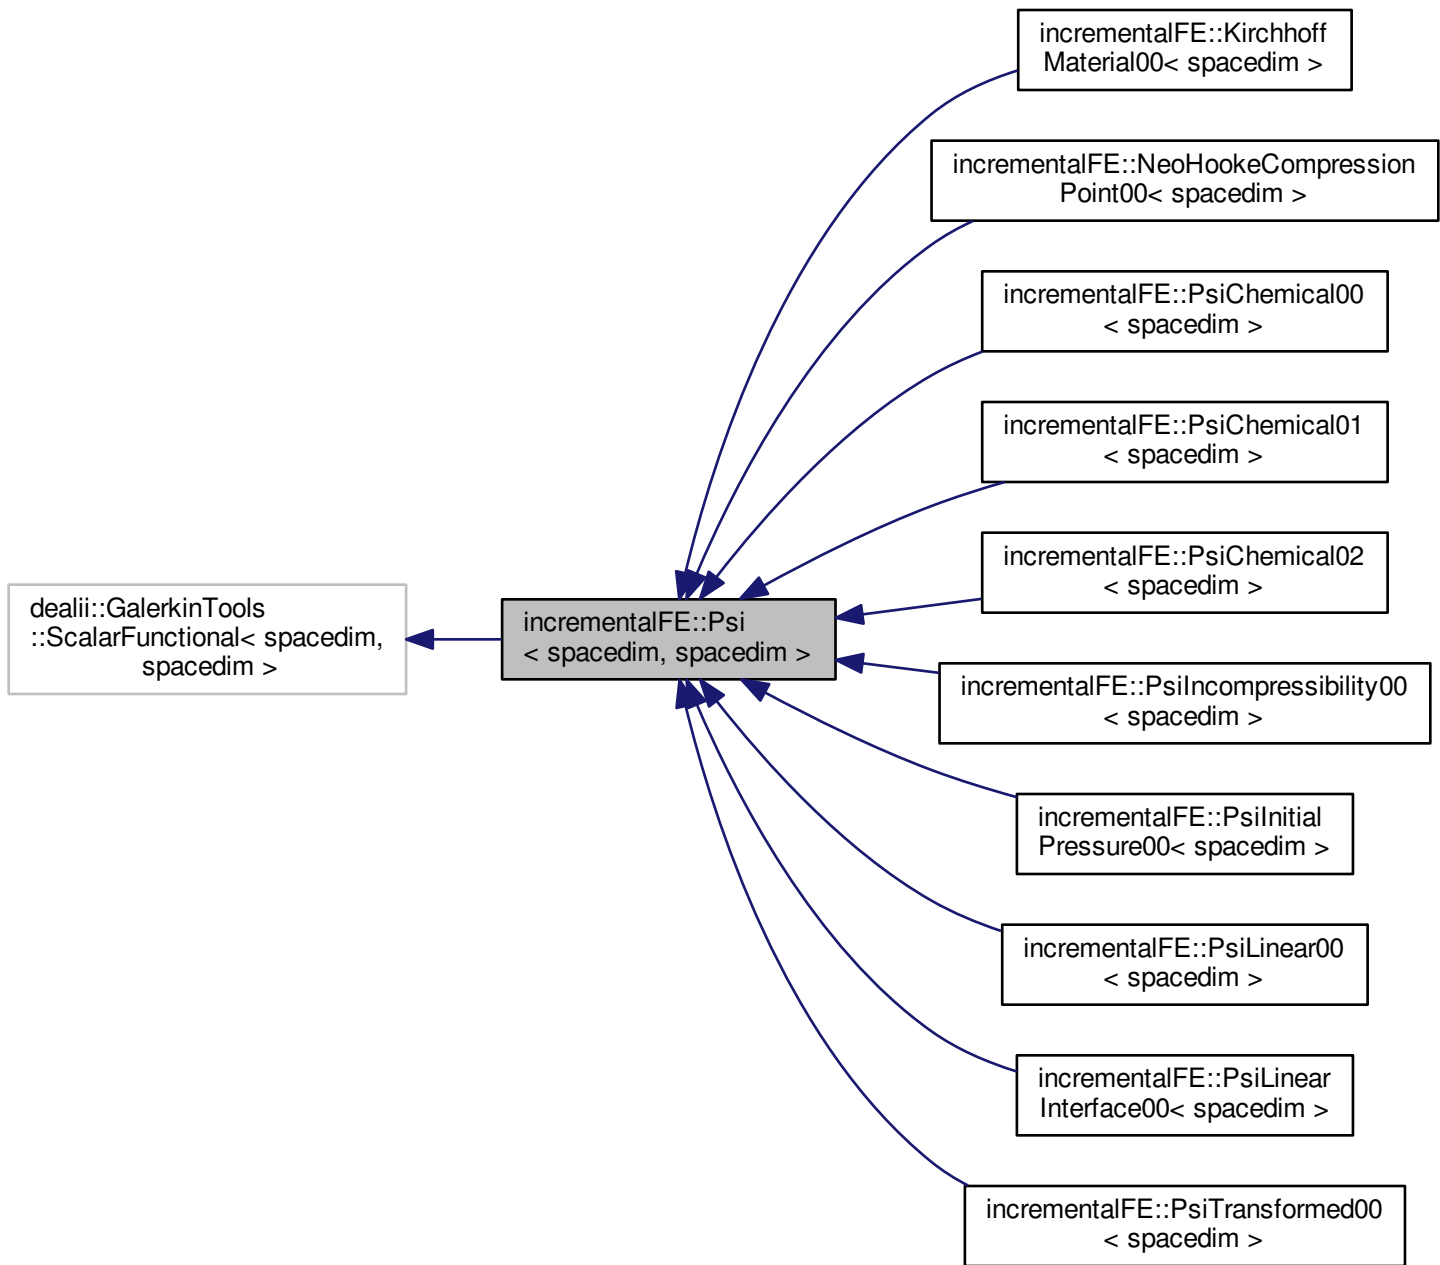 incrementalFE::Kirchhoff
Material00< spacedim >
incrementalFE::NeoHookeCompression
Point00< spacedim >
incrementalFE::PsiChemical00
< spacedim >
incrementalFE::PsiChemical01
< spacedim >
incrementalFE::PsiChemical02
< spacedim >
dealii::GalerkinTools
::ScalarFunctional< spacedim,
spacedim >
incrementalFE::Psi
< spacedim, spacedim >
incrementalFE::PsiIncompressibility00
< spacedim >
incrementalFE::PsiInitial
Pressure00< spacedim >
incrementalFE::PsiLinear00
< spacedim >
incrementalFE::PsiLinear
Interface00< spacedim >
incrementalFE::PsiTransformed00
< spacedim >